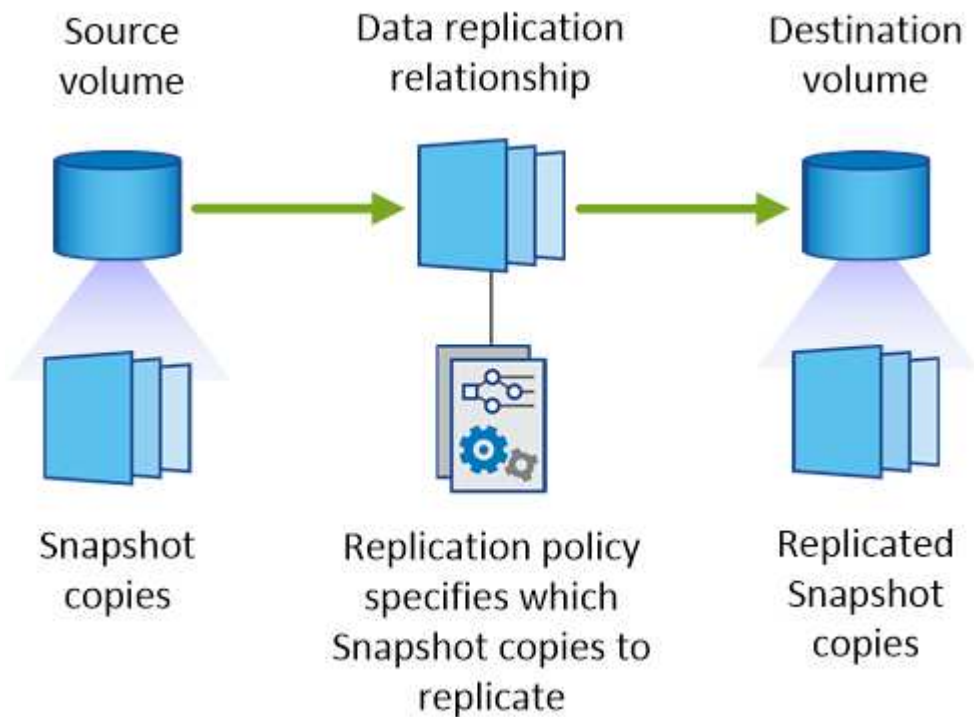 Source
volume
Data replication
relationship
Destination
volume
Snapshot
copies
Replication policy
specifies which
Snapshot copies to
replicate
Replicated
Snapshot
copies